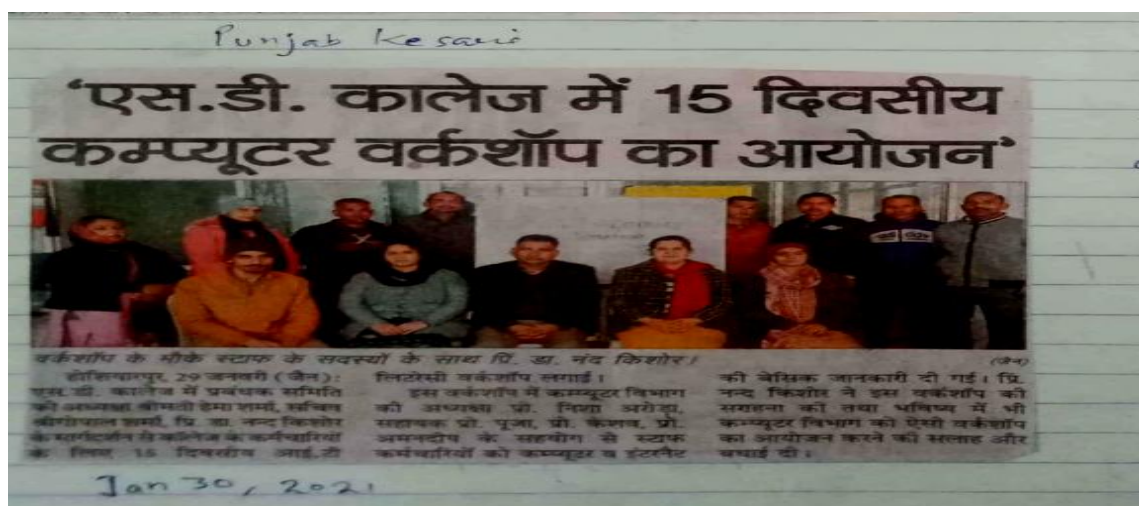 Punjab Kesari
‘एस.डी. कालेज में 15 दिवसीय
कम्प्यूटर वर्कशॉप का आयोजन’
वर्कशॉप के मौके स्टाफ के सदस्यों के साथ प्रिं. डा. नंद किशोर।
(जैन)
होशियारपुर, 29 जनवरी (जैन):
एस.डी. कालेज में प्रबंधक समिति
की अध्यक्षा श्रीमती हेमा शर्मा, सचिव
श्रीगोपाल शर्मा, प्रिं. डा. नन्द किशोर
के मार्गदर्शन से कॉलेज के कर्मचारियों
के लिए 15 दिवसीय आई.टी
लिटरेसी वर्कशॉप लगाई।
इस वर्कशॉप में कम्प्यूटर विभाग
की अध्यक्षा प्रो. निशा अरोड़ा,
सहायक प्रो. पूजा, प्रो. केशव, प्रो.
अमनदीप के सहयोग से स्टाफ
कर्मचारियों को कम्प्यूटर व इंटरनैट
की बेसिक जानकारी दी गई। प्रिं.
नन्द किशोर ने इस वर्कशॉप की
सराहना की तथा भविष्य में भी
कम्प्यूटर विभाग को ऐसी वर्कशॉप
का आयोजन करने की सलाह और
बधाई दी।
Jan 30, 2021